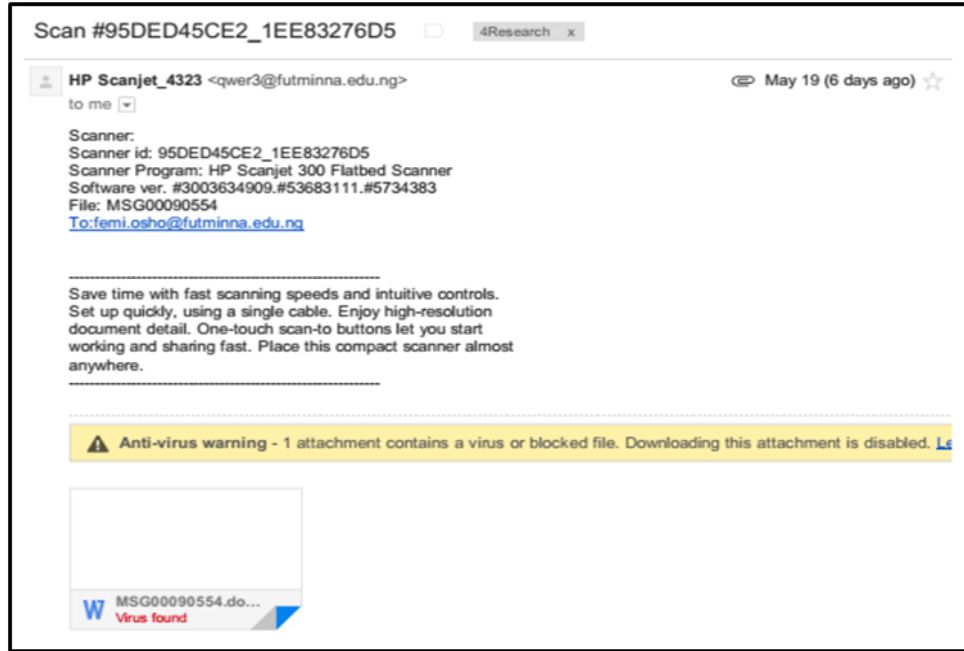 Scan #95DED45CE2_1EE83276D5 4Research x
HP Scanjet_4323 <qwer3@futminna.edu.ng> May 19 (6 days ago)
to me
Scanner:
Scanner id: 95DED45CE2_1EE83276D5
Scanner Program: HP Scanjet 300 Flatbed Scanner
Software ver. #3003634909.#53683111.#5734383
File: MSG00090554
To:femi.osho@futminna.edu.ng
------------------------------------------------------------
Save time with fast scanning speeds and intuitive controls.
Set up quickly, using a single cable. Enjoy high-resolution
document detail. One-touch scan-to buttons let you start
working and sharing fast. Place this compact scanner almost
anywhere.
------------------------------------------------------------
Anti-virus warning - 1 attachment contains a virus or blocked file. Downloading this attachment is disabled. Le
W MSG00090554.do...
Virus found